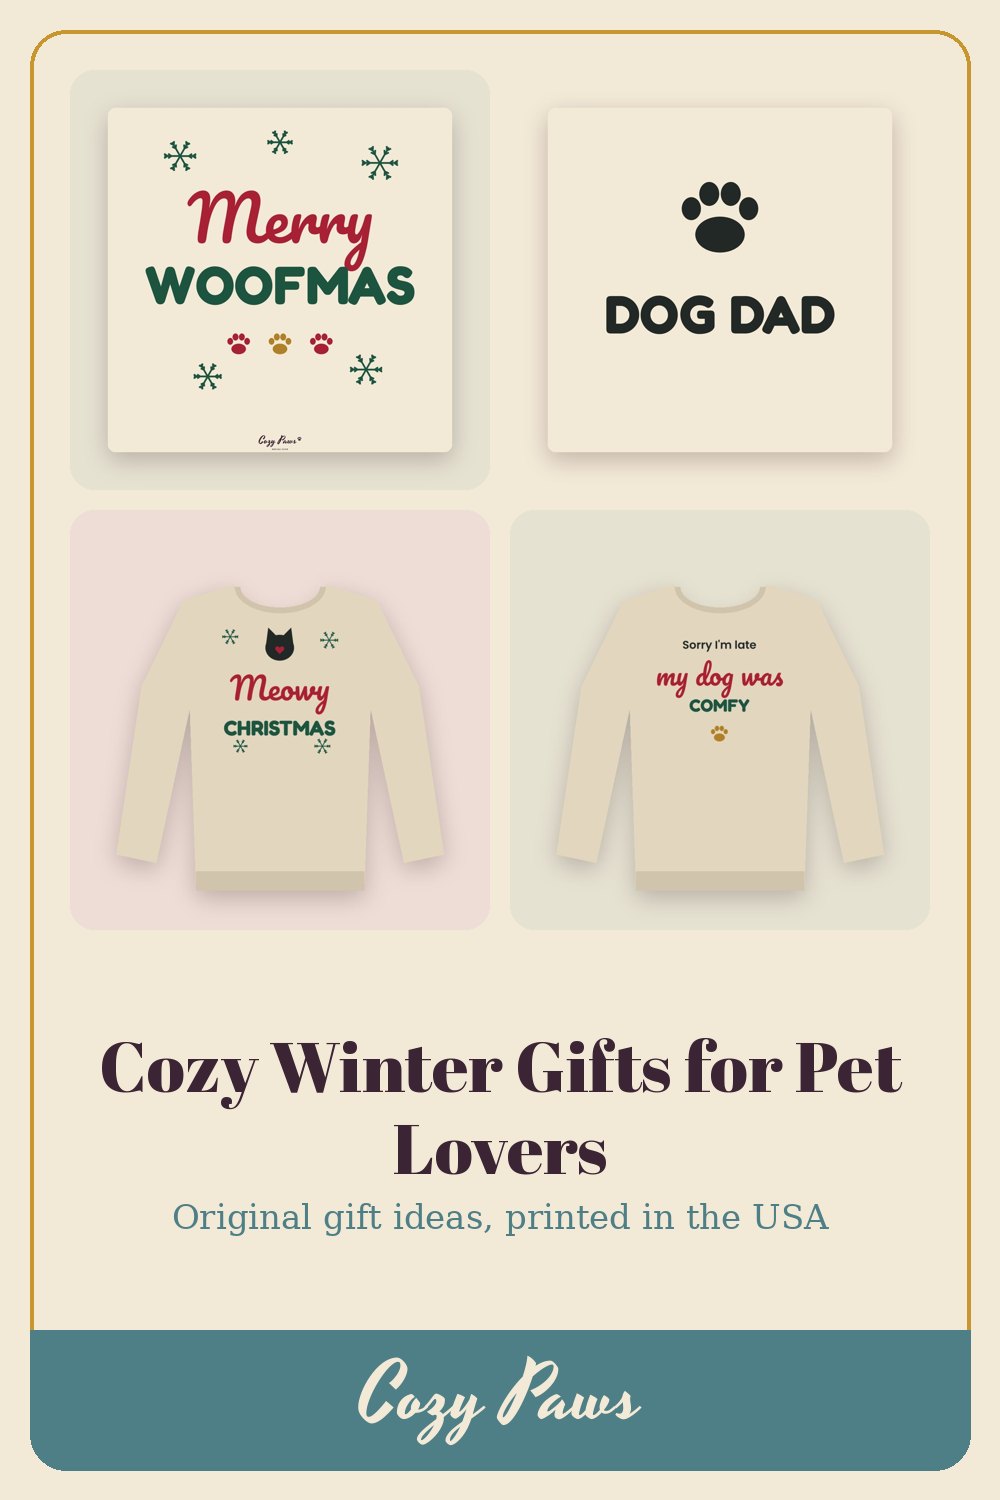 Merry
WOOFMAS
Cozy Paws
DOG DAD
Meowy
CHRISTMAS
Sorry I'm late
my dog was
COMFY
Cozy Winter Gifts for Pet
Lovers
Original gift ideas, printed in the USA
Cozy Paws